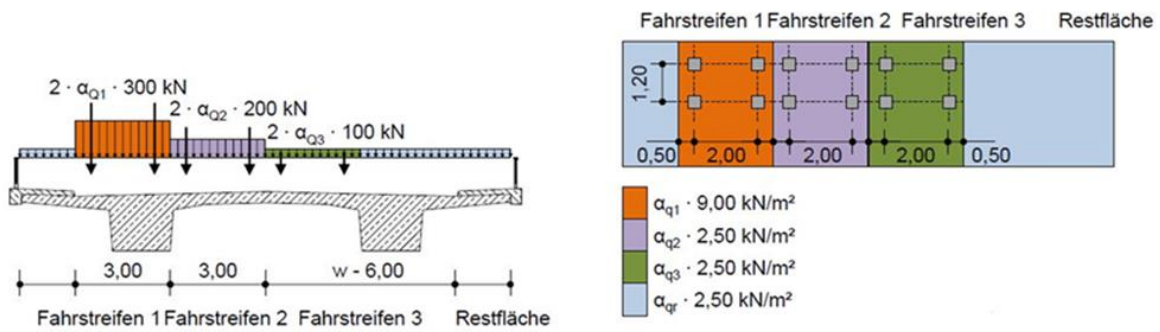 2 · αQ1 · 300 kN
2 · αQ2 · 200 kN
2 · αQ3 · 100 kN
3,00 3,00 w - 6,00
Fahrstreifen 1 Fahrstreifen 2 Fahrstreifen 3 Restfläche
Fahrstreifen 1 Fahrstreifen 2 Fahrstreifen 3 Restfläche
1,20
0,50 2,00 2,00 2,00 0,50
αq1 · 9,00 kN/m²
αq2 · 2,50 kN/m²
αq3 · 2,50 kN/m²
αqr · 2,50 kN/m²